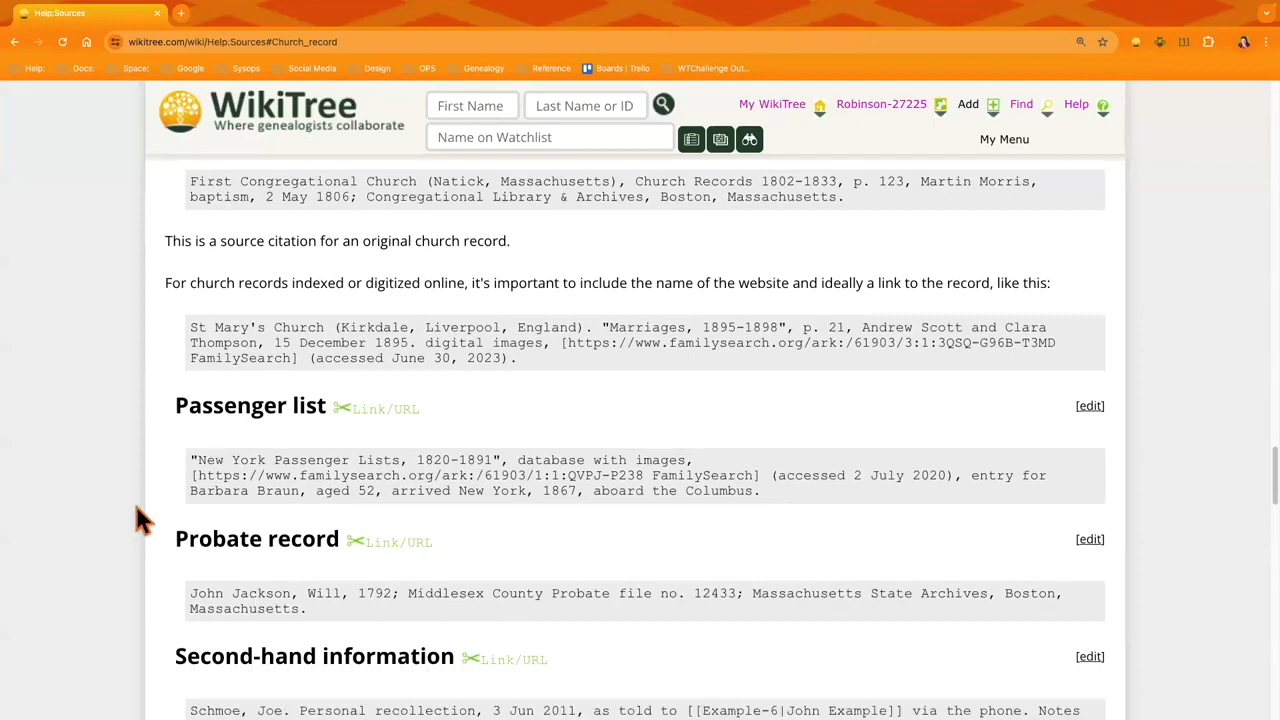 Help:Sources
wikitree.com/wiki/Help:Sources#Church_record
Help: Docs: Space: Google Sysops Social Media Design OPS Genealogy Reference Boards | Trello WTChallenge Out...
WikiTree
Where genealogists collaborate
First Name Last Name or ID
Name on Watchlist
My WikiTree Robinson-27225 Add Find Help
My Menu
First Congregational Church (Natick, Massachusetts), Church Records 1802-1833, p. 123, Martin Morris,
baptism, 2 May 1806; Congregational Library & Archives, Boston, Massachusetts.
This is a source citation for an original church record.
For church records indexed or digitized online, it's important to include the name of the website and ideally a link to the record, like this:
St Mary's Church (Kirkdale, Liverpool, England). "Marriages, 1895-1898", p. 21, Andrew Scott and Clara
Thompson, 15 December 1895. digital images, [https://www.familysearch.org/ark:/61903/3:1:3QSQ-G96B-T3MD
FamilySearch] (accessed June 30, 2023).
Passenger list Link/URL [edit]
"New York Passenger Lists, 1820-1891", database with images,
[https://www.familysearch.org/ark:/61903/1:1:QVPJ-P238 FamilySearch] (accessed 2 July 2020), entry for
Barbara Braun, aged 52, arrived New York, 1867, aboard the Columbus.
Probate record Link/URL [edit]
John Jackson, Will, 1792; Middlesex County Probate file no. 12433; Massachusetts State Archives, Boston,
Massachusetts.
Second-hand information Link/URL [edit]
Schmoe, Joe. Personal recollection, 3 Jun 2011, as told to [[Example-6|John Example]] via the phone. Notes